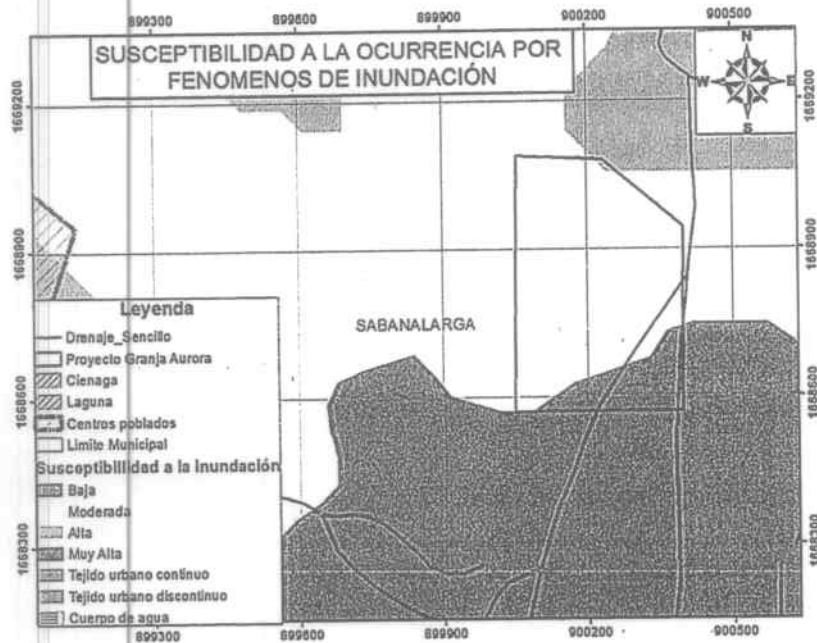 899300 899600 899900 900200 900500
SUSCEPTIBILIDAD A LA OCURRENCIA POR
FENOMENOS DE INUNDACIÓN
N
W E
S
1669200 1669200
1668900 1668900
SABANALARGA
Leyenda
Drenaje_Sencillo
Proyecto Granja Aurora
Cienaga
Laguna
Centros poblados
Limite Municipal
Susceptibilidad a la inundación
Baja
Moderada
Alta
Muy Alta
Tejido urbano continuo
Tejido urbano discontinuo
Cuerpo de agua
1668600 1668600
1668300 1668300
899300 899600 899900 900200 900500